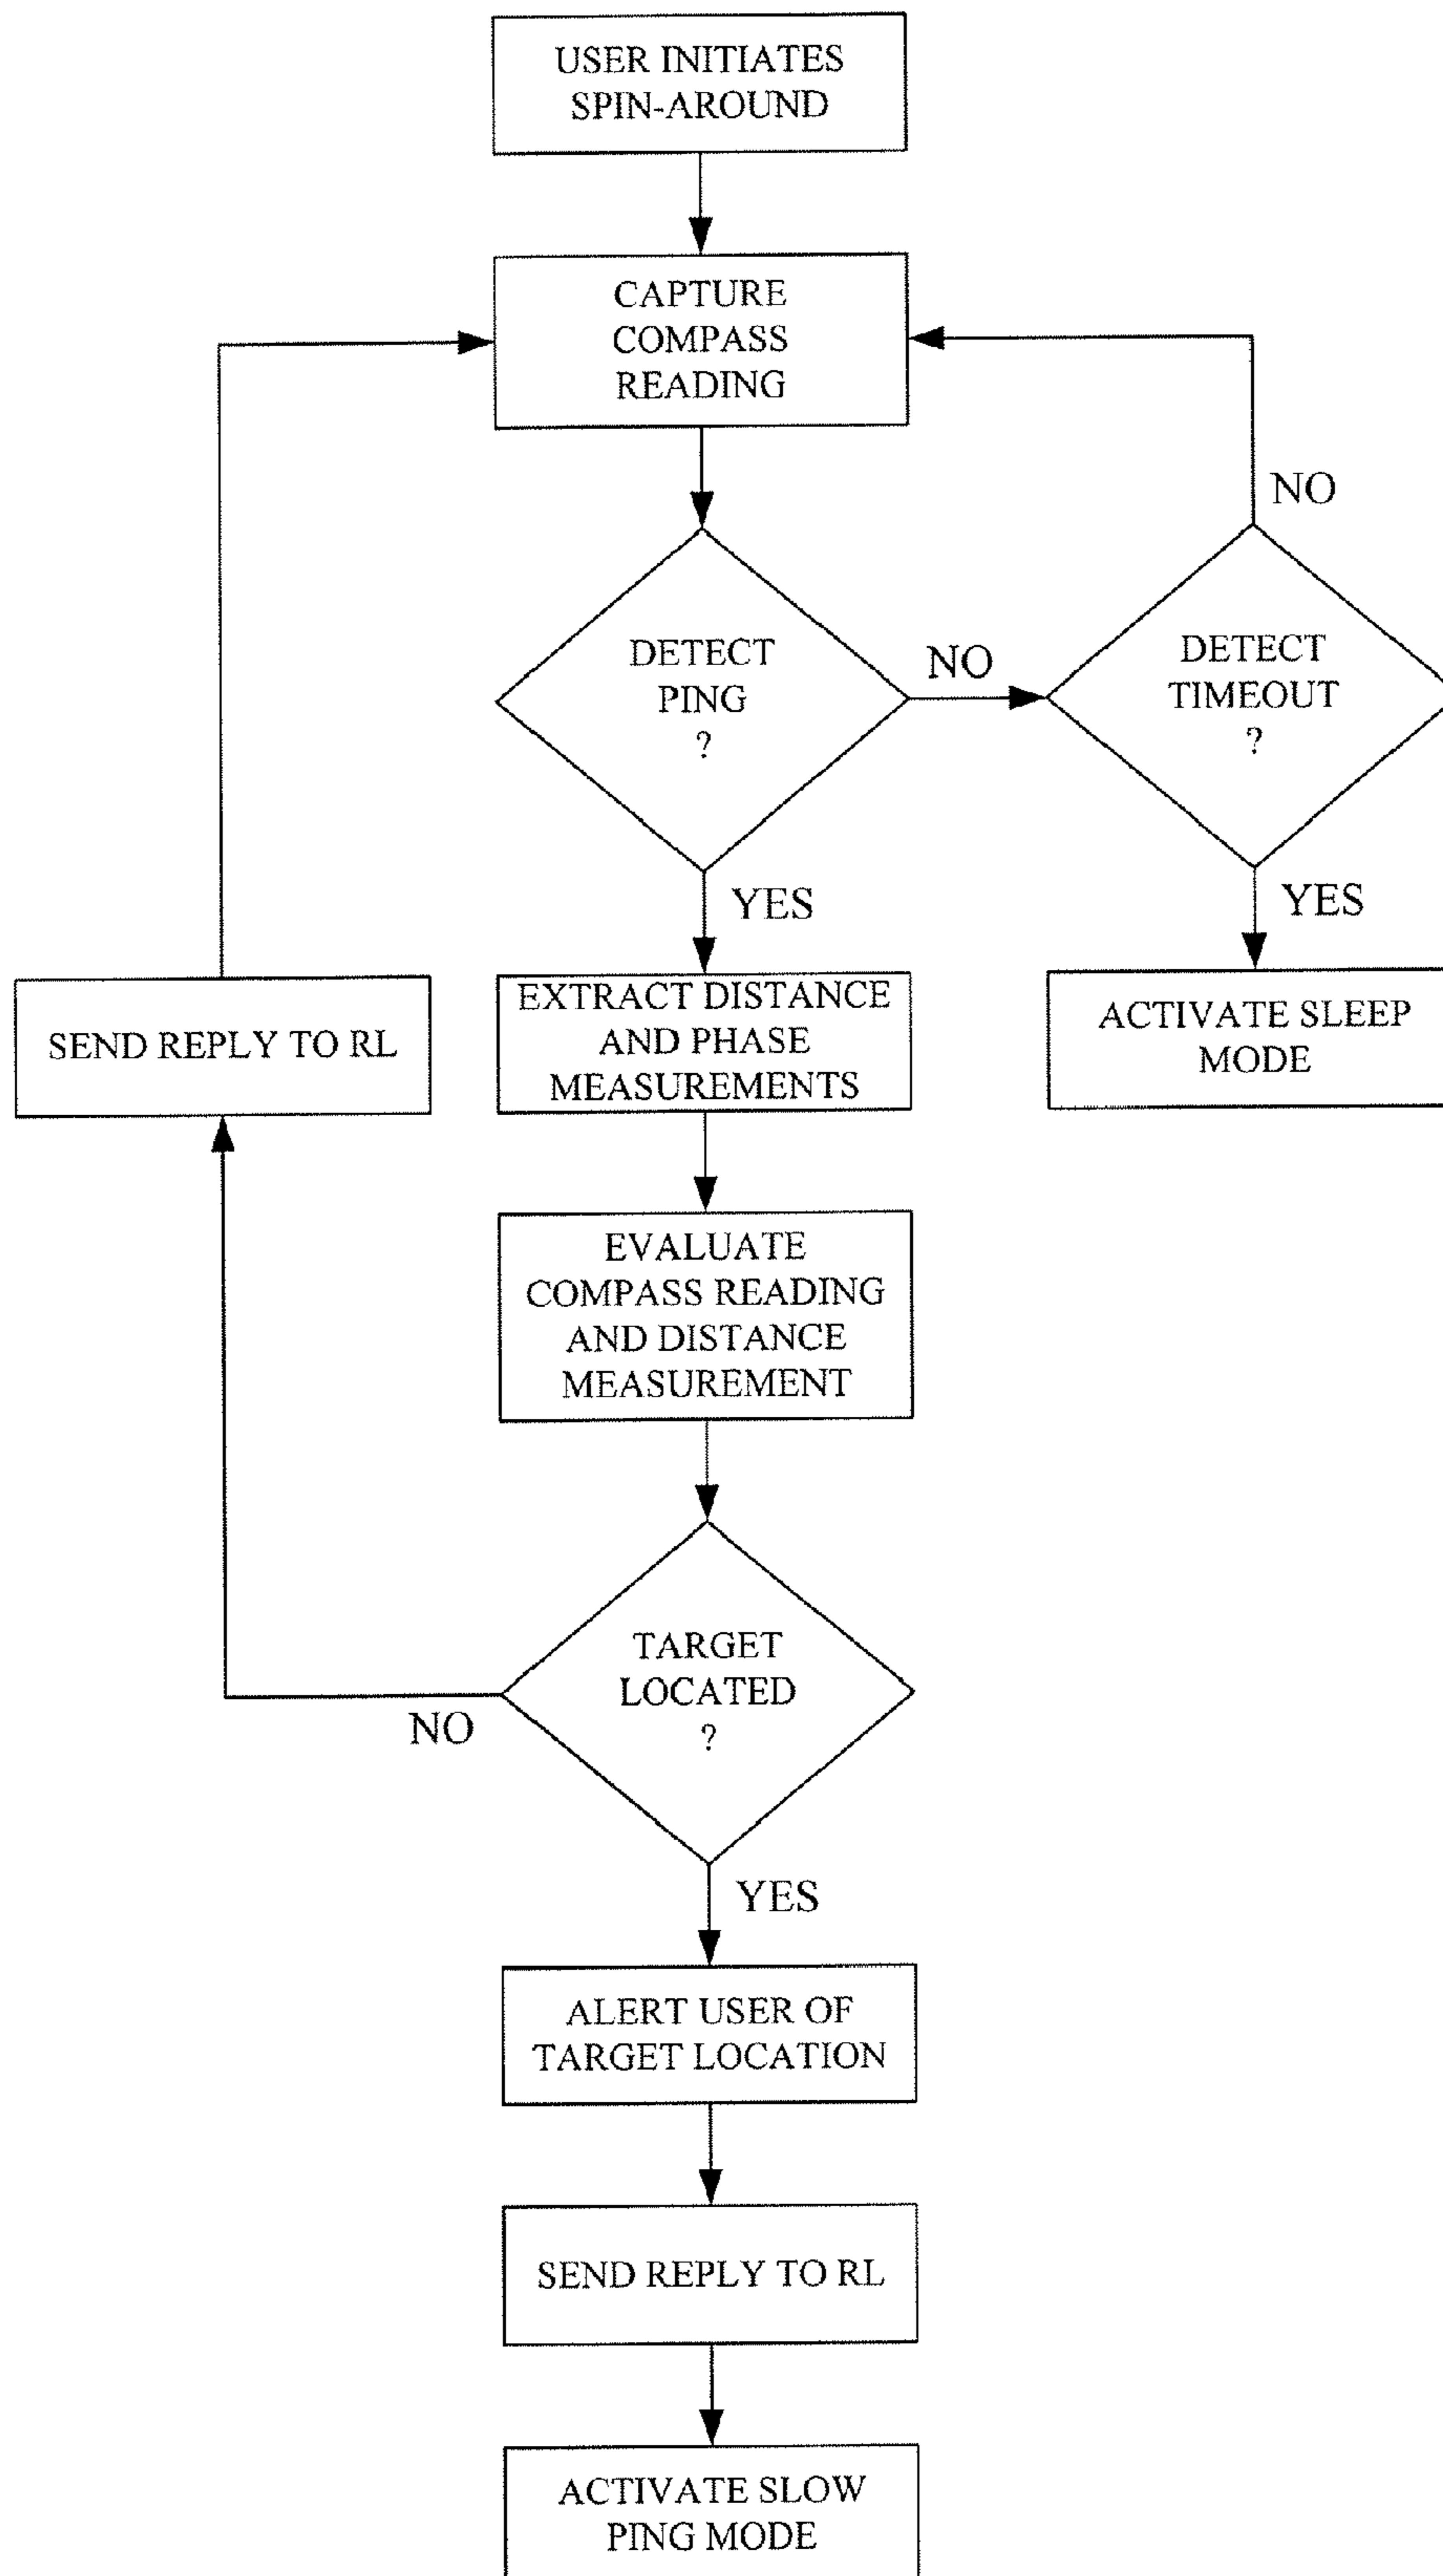 USER INITIATES
SPIN-AROUND
CAPTURE
COMPASS
READING
NO
DETECT
PING
?
NO
DETECT
TIMEOUT
?
YES
YES
SEND REPLY TO RL
EXTRACT DISTANCE
AND PHASE
MEASUREMENTS
ACTIVATE SLEEP
MODE
EVALUATE
COMPASS READING
AND DISTANCE
MEASUREMENT
TARGET
LOCATED
?
NO
YES
ALERT USER OF
TARGET LOCATION
SEND REPLY TO RL
ACTIVATE SLOW
PING MODE